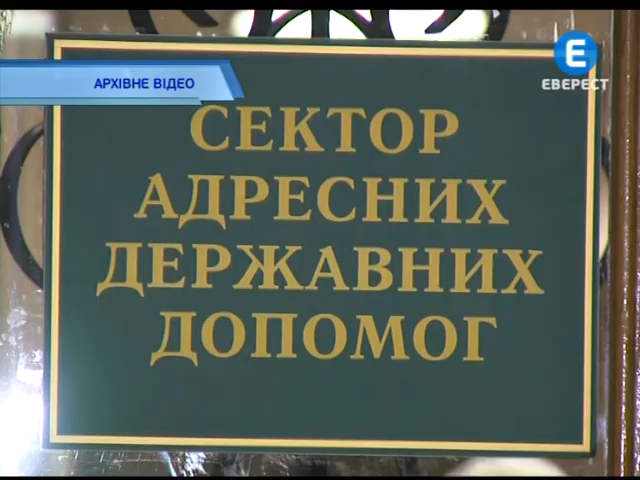 АРХІВНЕ ВІДЕО
Е
ЕВЕРЕСТ
СЕКТОР
АДРЕСНИХ
ДЕРЖАВНИХ
ДОПОМОГ